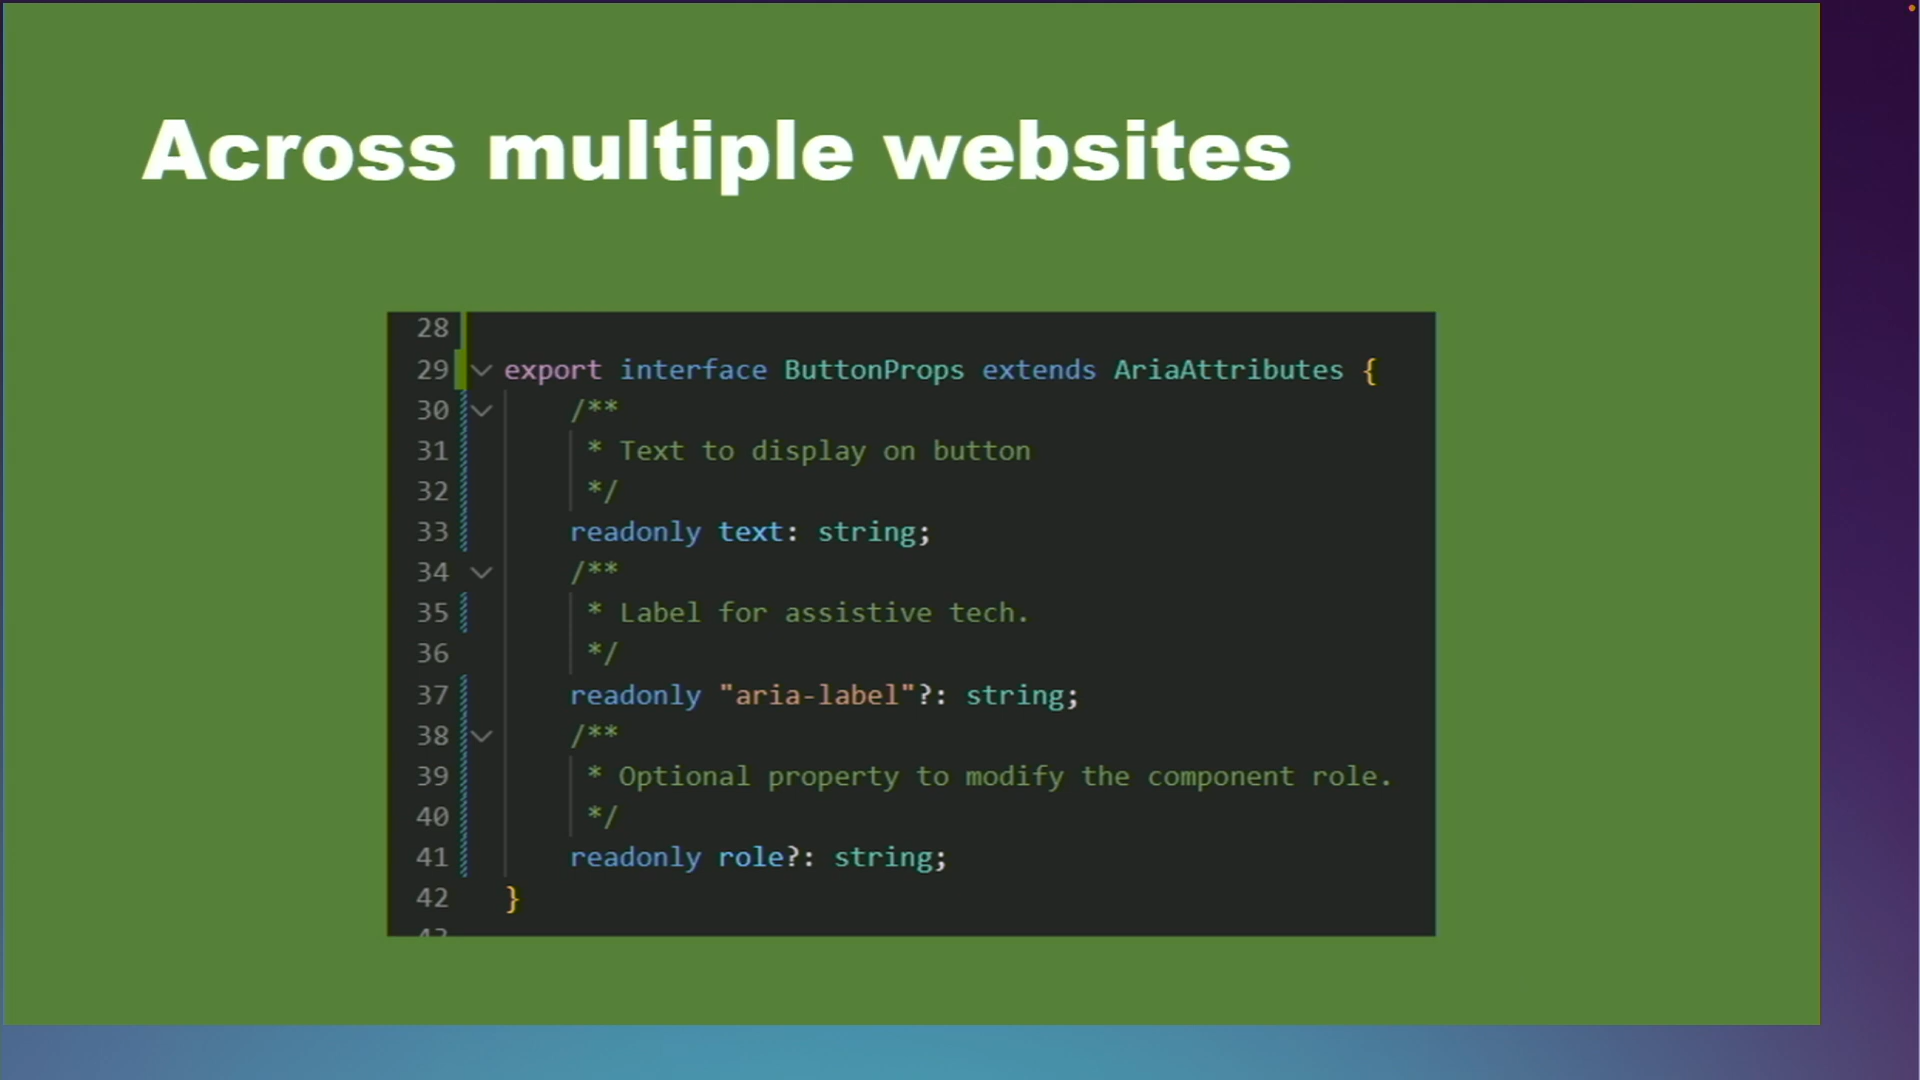 Across multiple websites
28
29 export interface ButtonProps extends AriaAttributes {
30 /**
31 * Text to display on button
32 */
33 readonly text: string;
34 /**
35 * Label for assistive tech.
36 */
37 readonly "aria-label"?: string;
38 /**
39 * Optional property to modify the component role.
40 */
41 readonly role?: string;
42 }